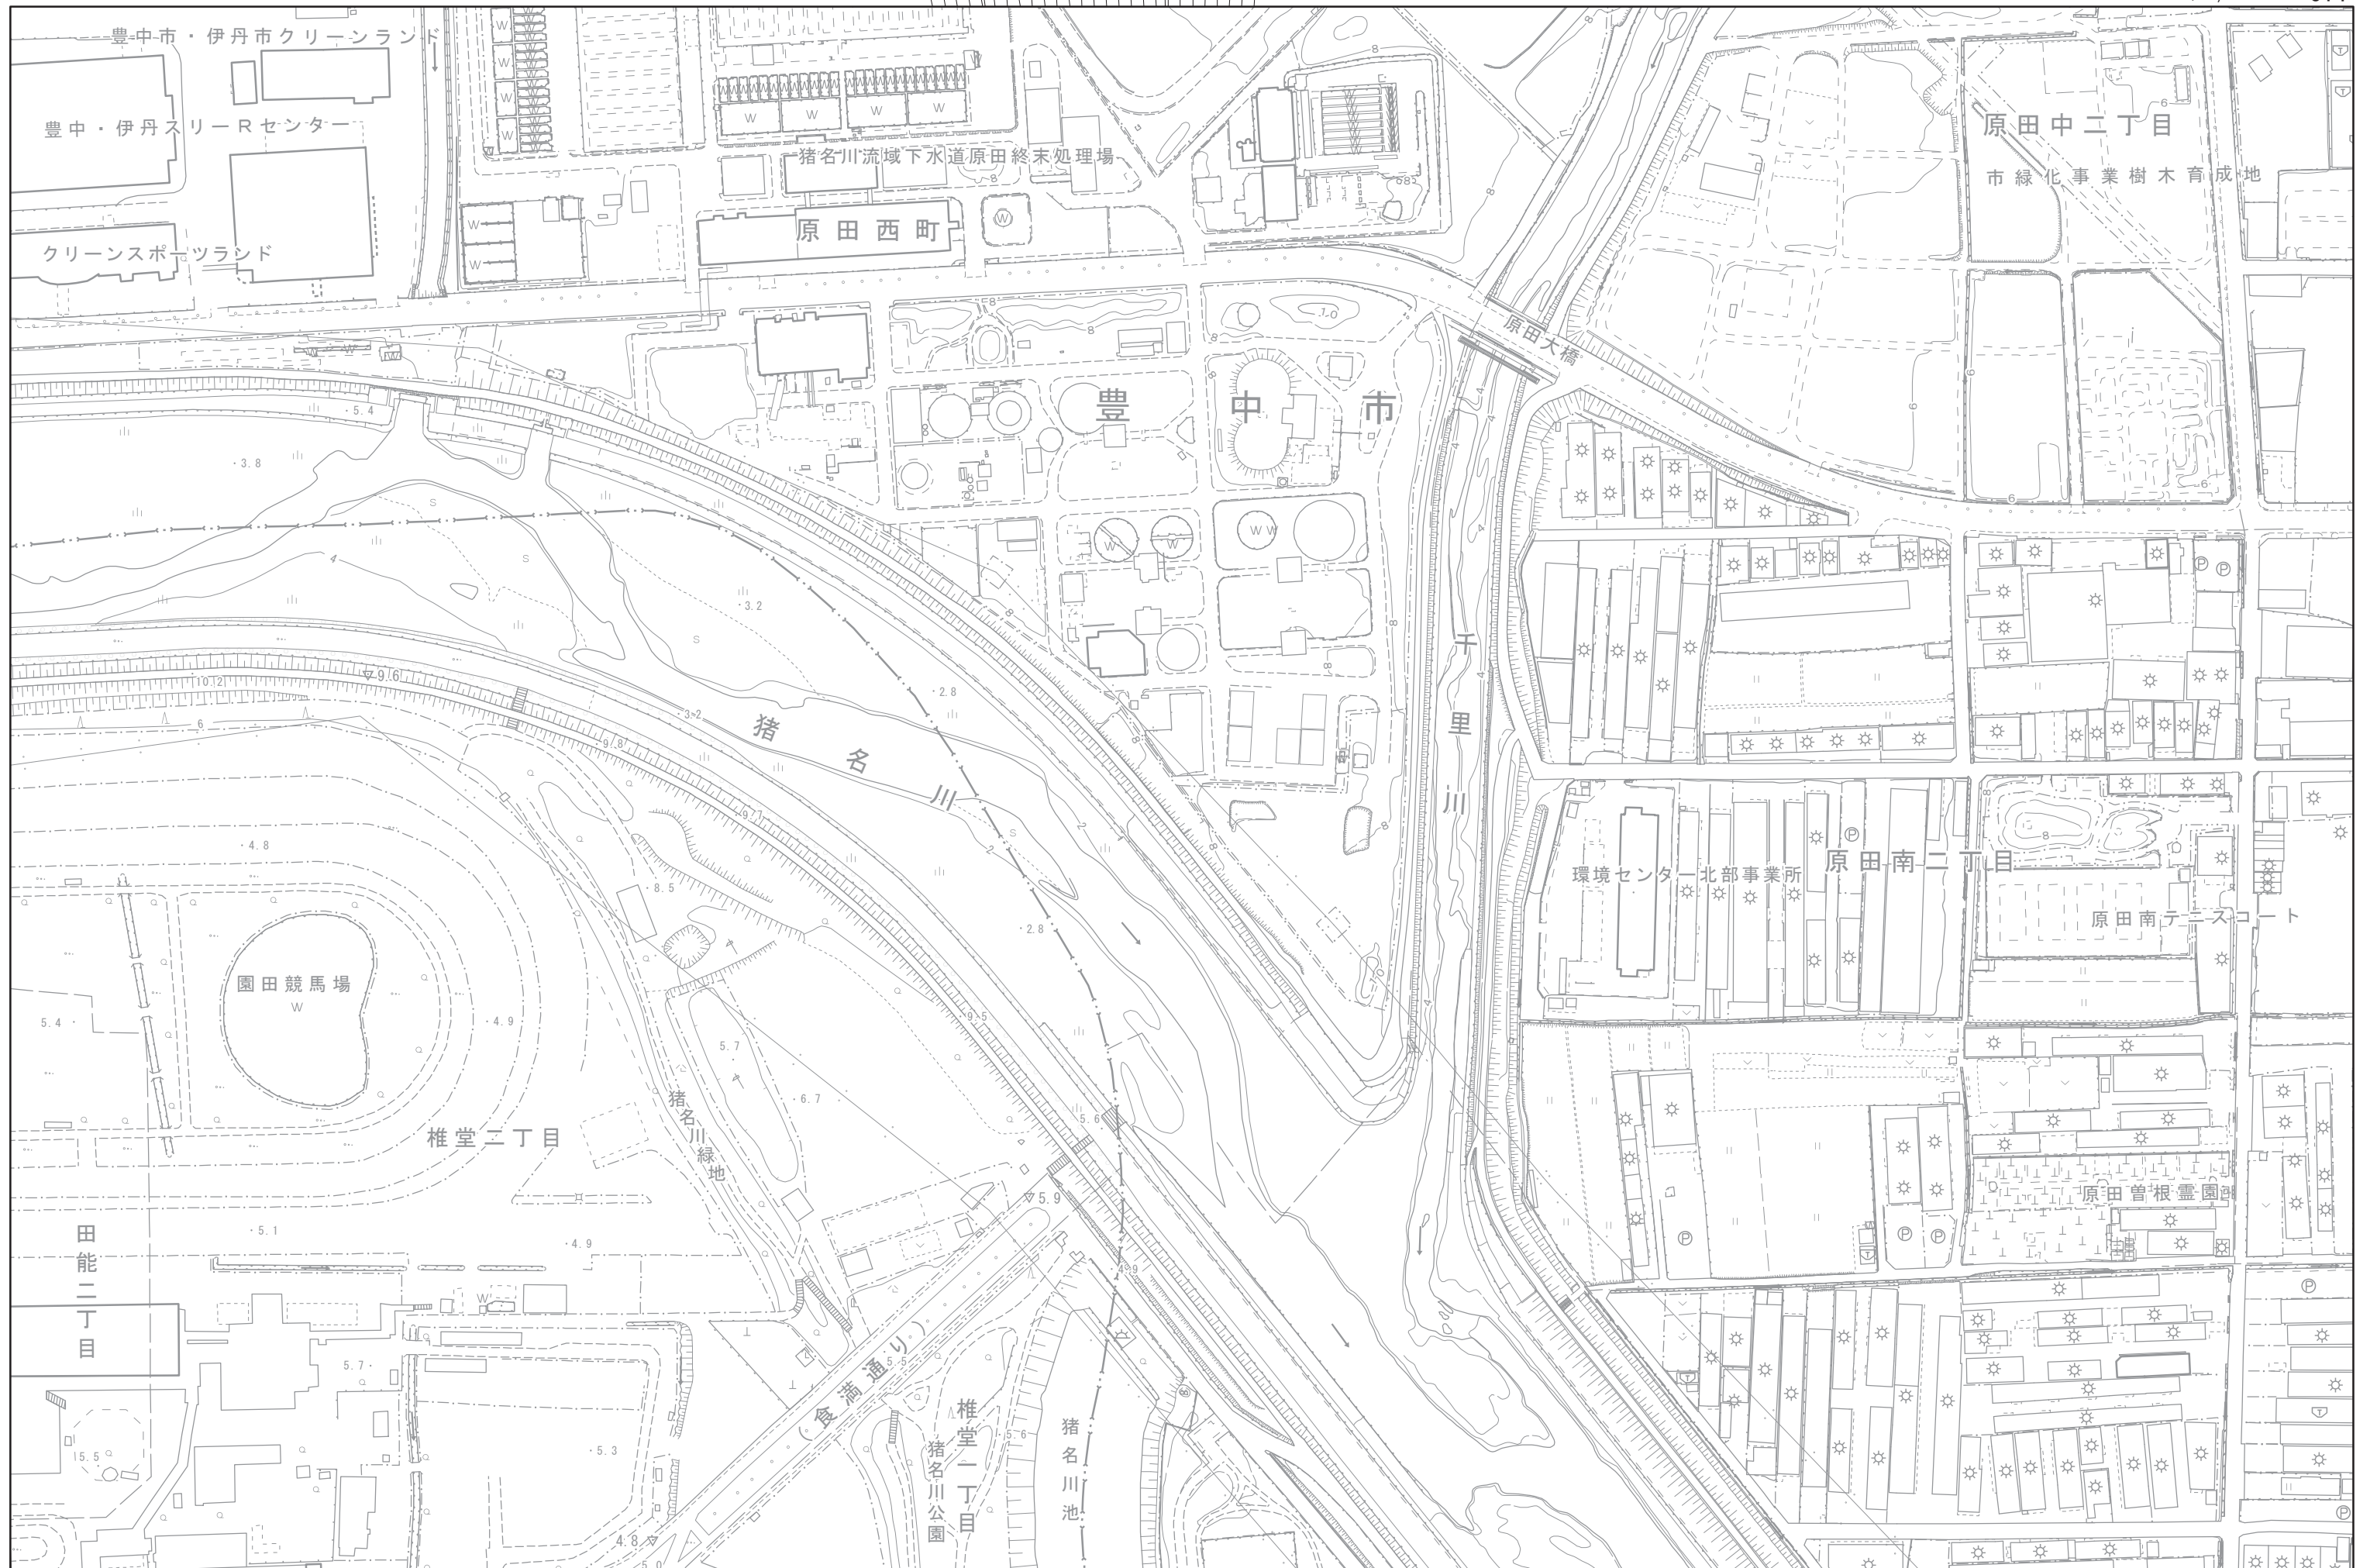 豊中市・伊丹市クリーンランド
豊中・伊丹スリーRセンター
クリーンスポーツランド
猪名川流域下水道原田終末処理場
原田西町
原田中二丁目
市緑化事業樹木育成地
原田大橋
豊中市
千里川
猪名川
環境センター北部事業所
原田南二丁目
原田南テニスコート
園田競馬場
W
椎堂二丁目
猪名川緑地
田能二丁目
原田曽根霊園
(食満通り)
椎堂一丁目
猪名川公園
猪名川池
5.4
3.8
3.2
2.8
3.2
10.2
9.6
9.8
9.7
4.8
8.5
2.8
9.5
4.9
5.4
5.7
6.7
5.6
5.9
5.1
4.9
4.9
5.7
5.5
5.5
5.3
5.6
4.8
5.0